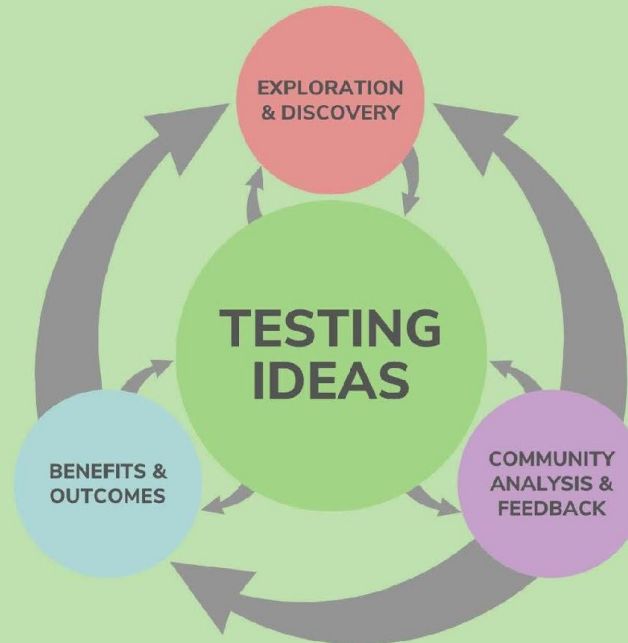 EXPLORATION
& DISCOVERY
TESTING
IDEAS
BENEFITS &
OUTCOMES
COMMUNITY
ANALYSIS &
FEEDBACK